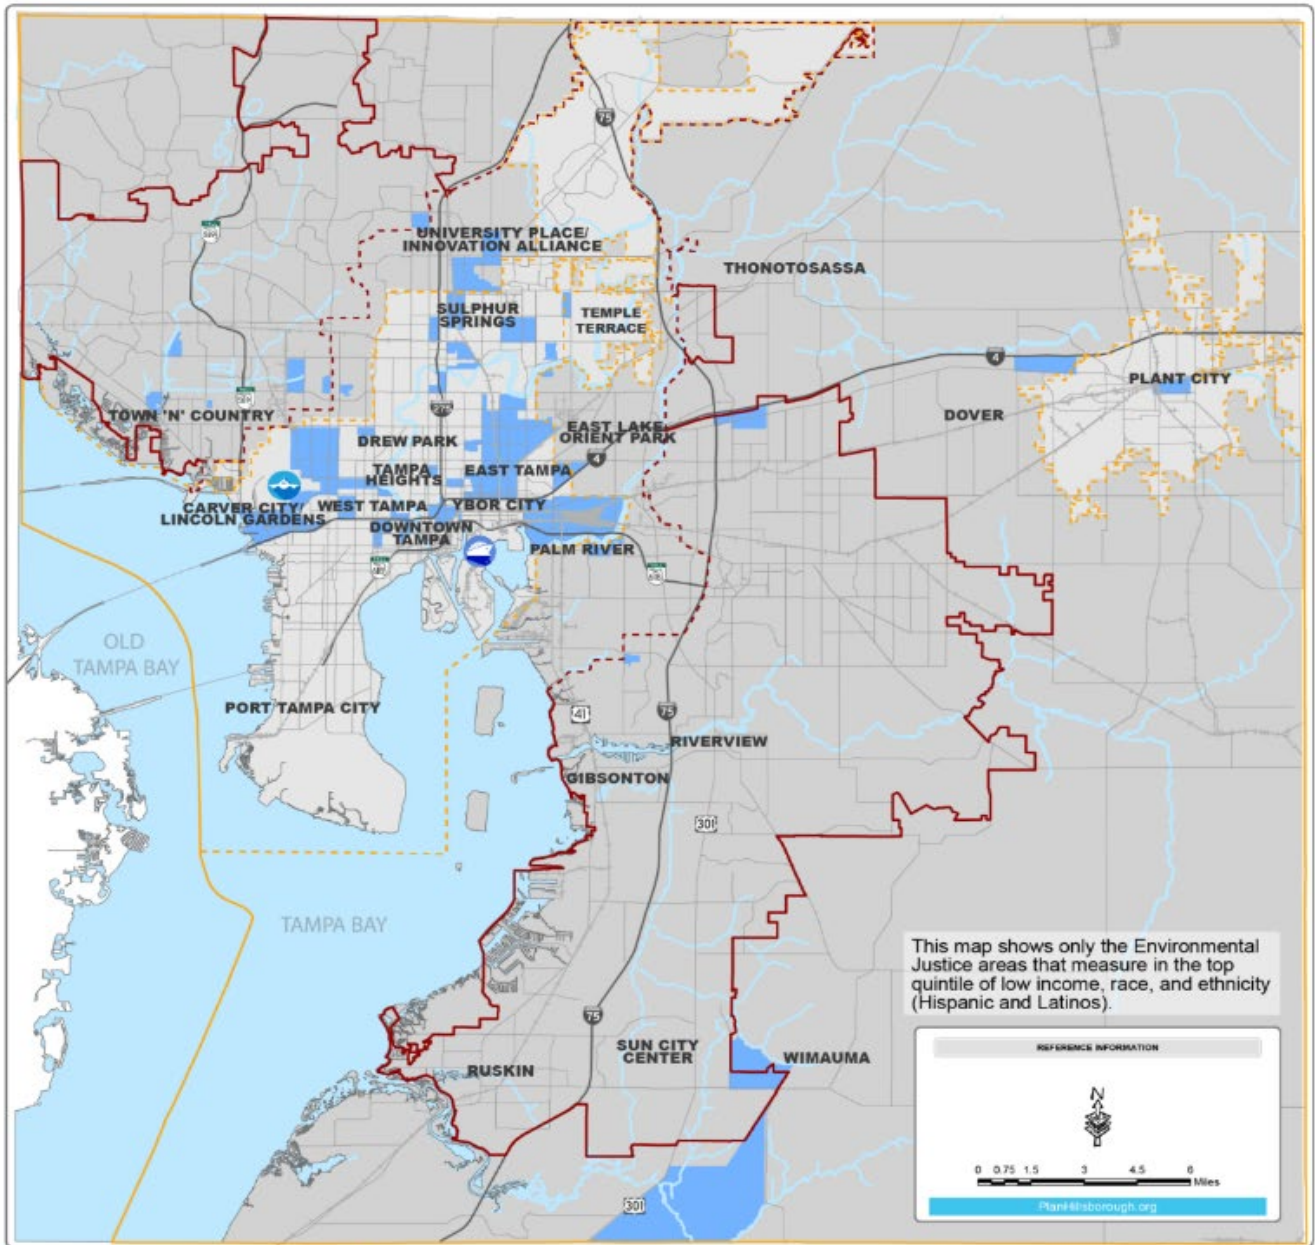 75
UNIVERSITY PLACE/
INNOVATION ALLIANCE
THONOTOSASSA
SULPHUR
SPRINGS
TEMPLE
TERRACE
4
PLANT CITY
TOWN 'N' COUNTRY
275
DOVER
DREW PARK
EAST LAKE/
ORIENT PARK
4
TAMPA
HEIGHTS
EAST TAMPA
CARVER CITY/
LINCOLN GARDENS
WEST TAMPA
YBOR CITY
DOWNTOWN
TAMPA
PALM RIVER
OLD
TAMPA BAY
PORT TAMPA CITY
41
75
RIVERVIEW
GIBSONTON
301
TAMPA BAY
This map shows only the Environmental
Justice areas that measure in the top
quintile of low income, race, and ethnicity
(Hispanic and Latinos).
75
SUN CITY
CENTER
WIMAUMA
RUSKIN
301
REFERENCE INFORMATION
N
0 0.75 1.5 3 4.5 6
Miles
PlanHillsborough.org